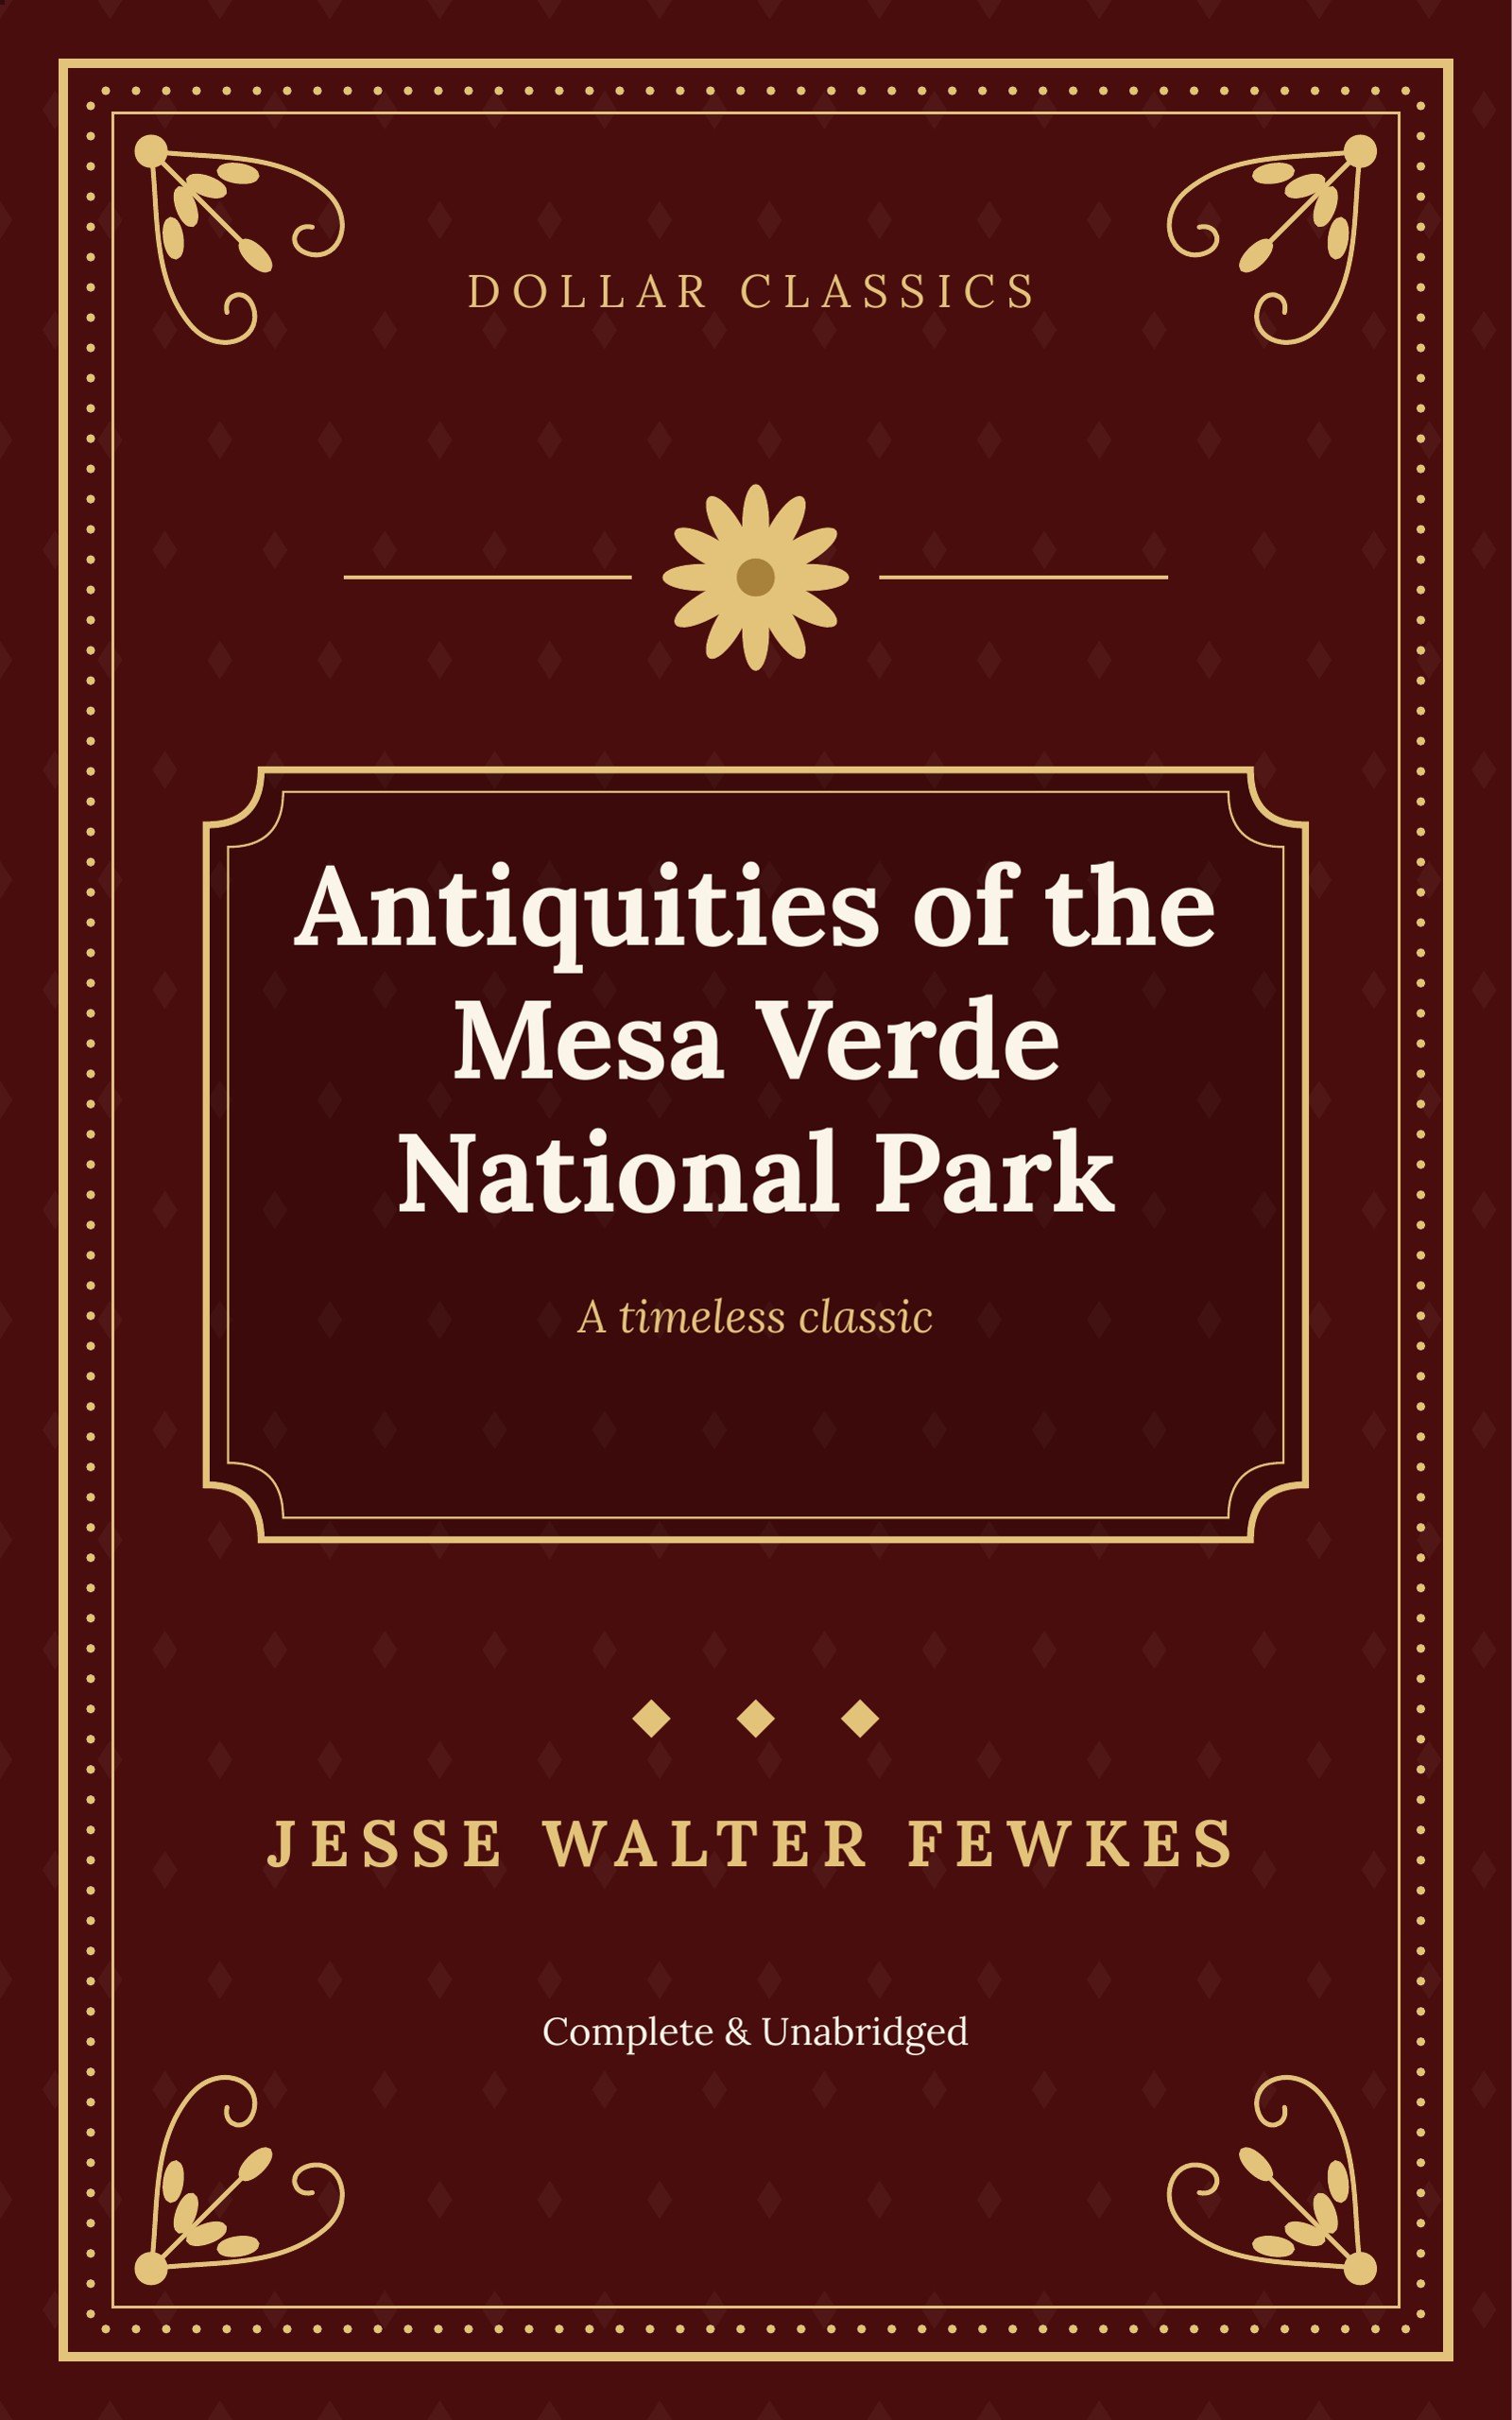 DOLLAR CLASSICS
Antiquities of the
Mesa Verde
National Park
A timeless classic
JESSE WALTER FEWKES
Complete & Unabridged